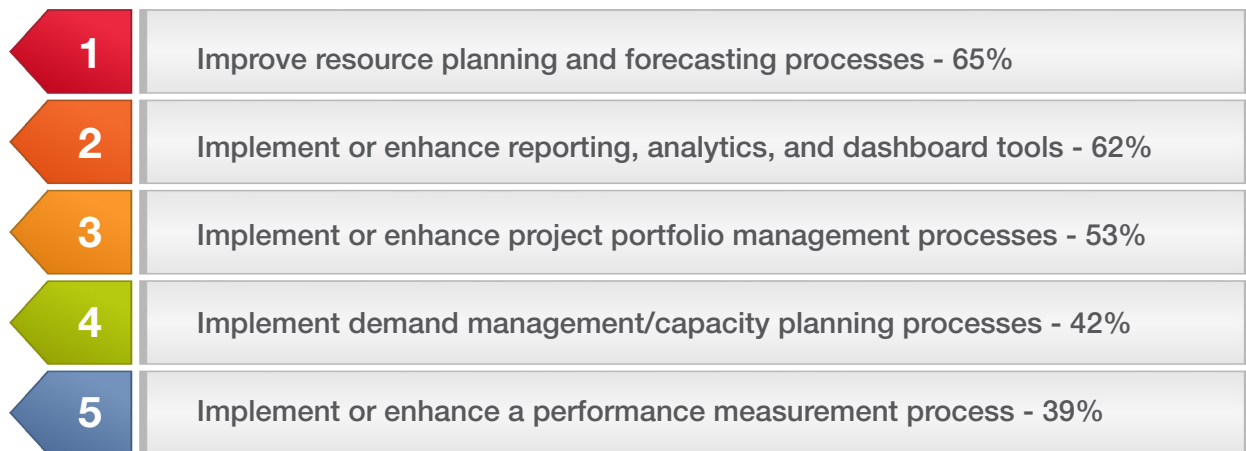 1
Improve resource planning and forecasting processes - 65%
2
Implement or enhance reporting, analytics, and dashboard tools - 62%
3
Implement or enhance project portfolio management processes - 53%
4
Implement demand management/capacity planning processes - 42%
5
Implement or enhance a performance measurement process - 39%